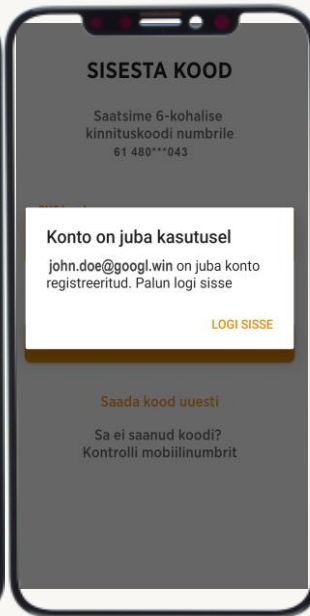 SISESTA KOOD
Saatsime 6-kohalise
kinnituskoodi numbrile
61 480***043
Konto on juba kasutusel
john.doe@googl.win on juba konto
registreeritud. Palun logi sisse
LOGI SISSE
Saada kood uuesti
Sa ei saanud koodi?
Kontrolli mobiilinumbrit